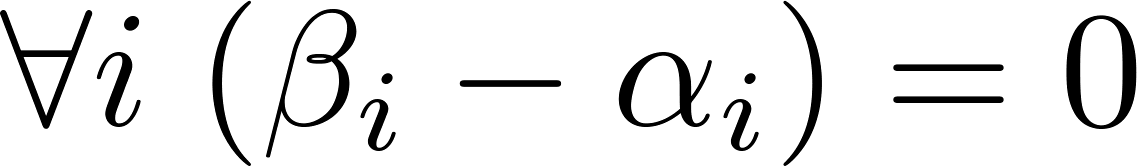 ∀i (βᵢ − αᵢ) = 0